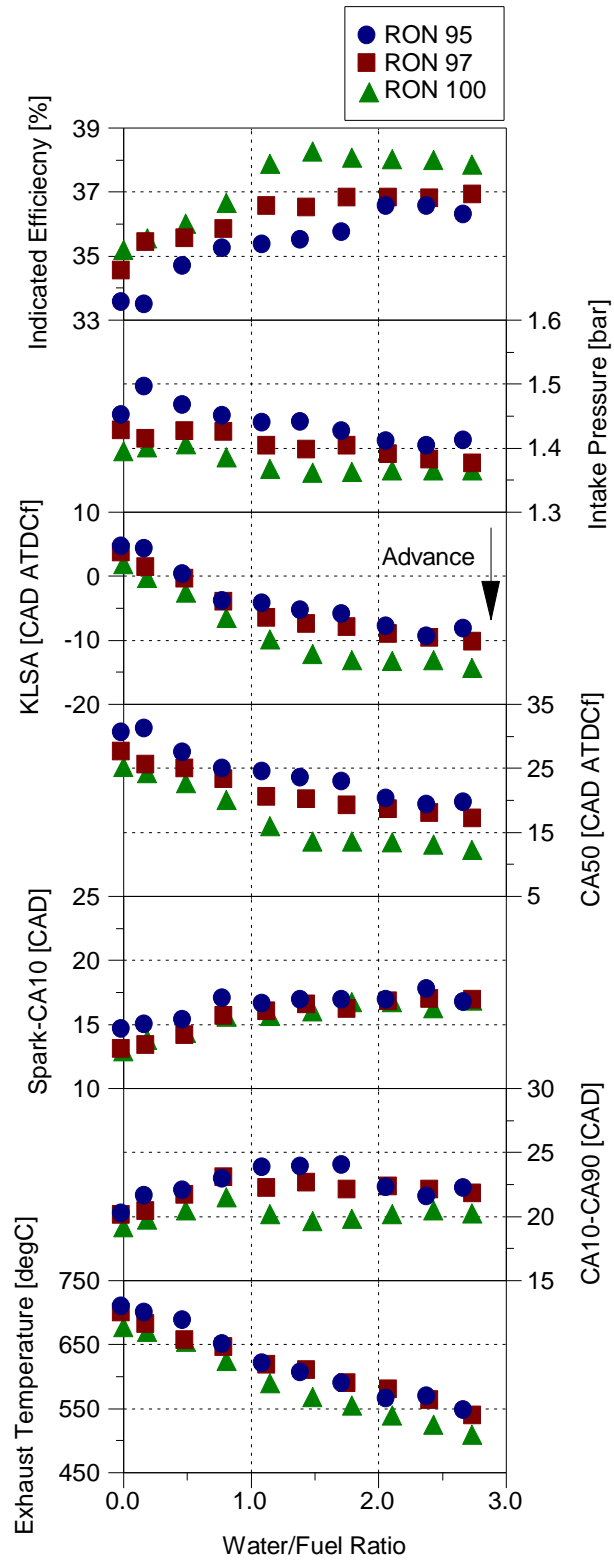 RON 95
RON 97
RON 100
Indicated Efficiecny [%]
39
37
35
33
Intake Pressure [bar]
1.6
1.5
1.4
1.3
KLSA [CAD ATDCf]
10
0
-10
-20
Advance
CA50 [CAD ATDCf]
35
25
15
5
Spark-CA10 [CAD]
25
20
15
10
CA10-CA90 [CAD]
30
25
20
15
Exhaust Temperature [degC]
750
650
550
450
0.0 1.0 2.0 3.0
Water/Fuel Ratio